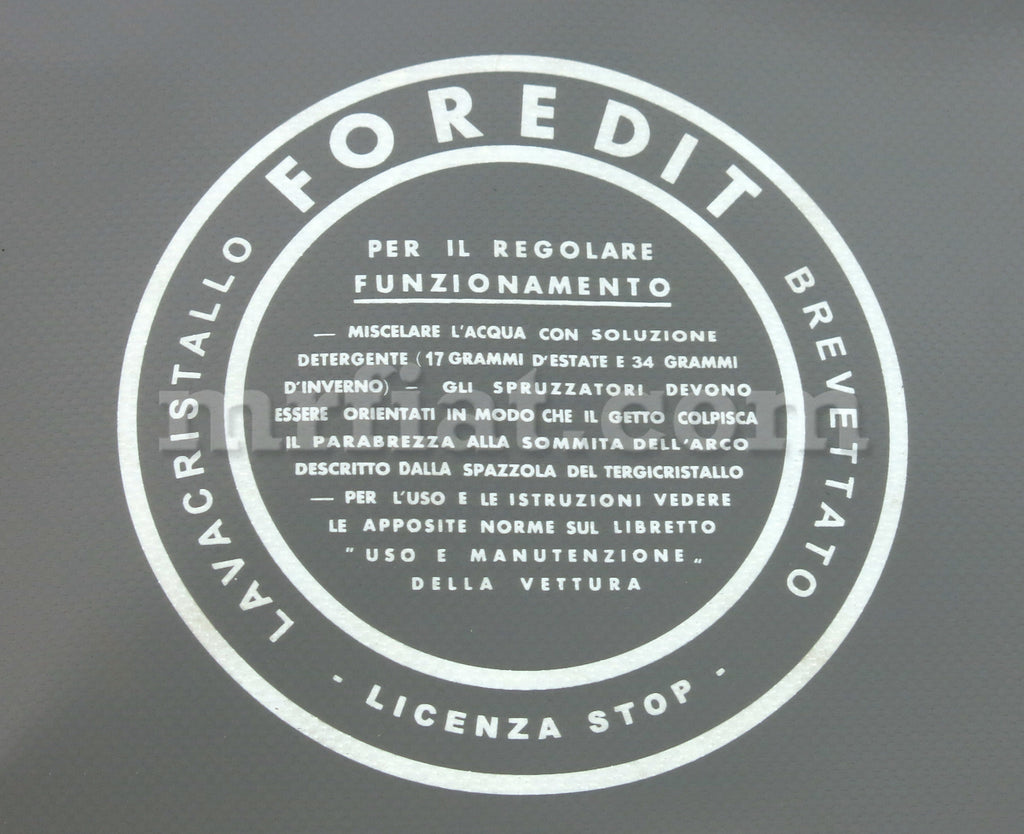 FOREDIT
LAVACRISTALLO
BREVETTATO
PER IL REGOLARE
FUNZIONAMENTO
— MISCELARE L'ACQUA CON SOLUZIONE
DETERGENTE (17 GRAMMI D'ESTATE E 34 GRAMMI
D'INVERNO) — GLI SPRUZZATORI DEVONO
ESSERE ORIENTATI IN MODO CHE IL GETTO COLPISCA
IL PARABREZZA ALLA SOMMITA DELL'ARCO
DESCRITTO DALLA SPAZZOLA DEL TERGICRISTALLO
— PER L'USO E LE ISTRUZIONI VEDERE
LE APPOSITE NORME SUL LIBRETTO
" USO E MANUTENZIONE „
DELLA VETTURA
- LICENZA STOP -
mrfiat.com